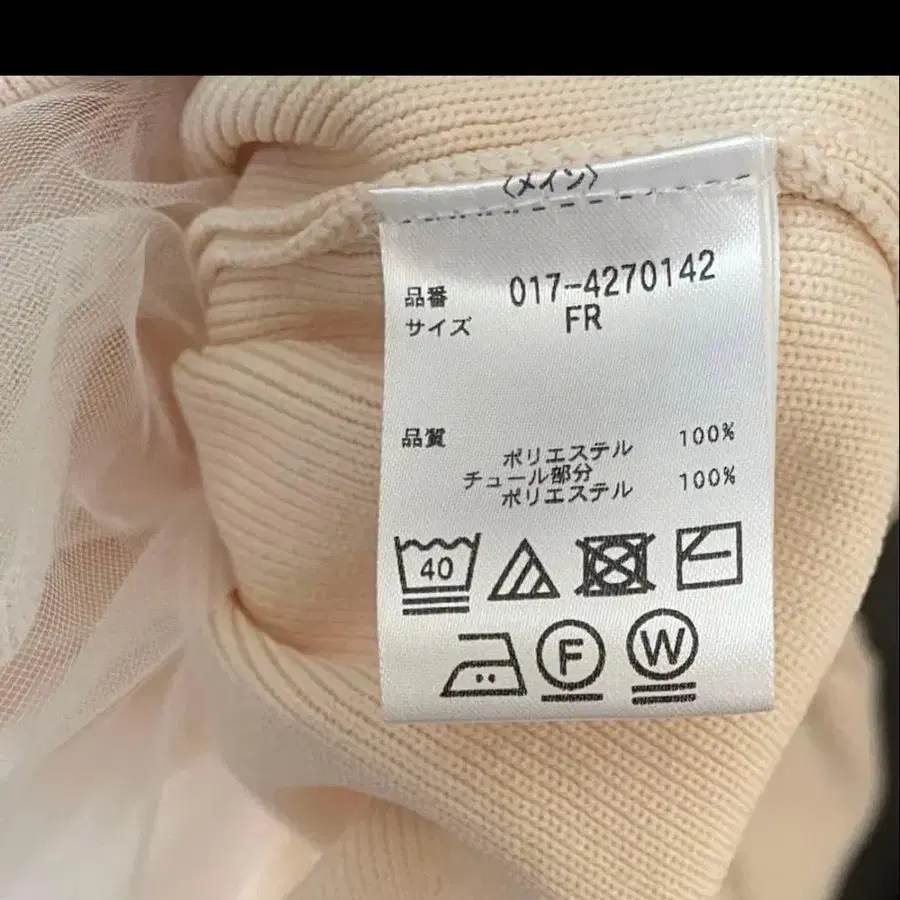 〈メイン〉
品番 017-4270142
サイズ FR
品質
ポリエステル 100%
チュール部分
ポリエステル 100%
40
F W